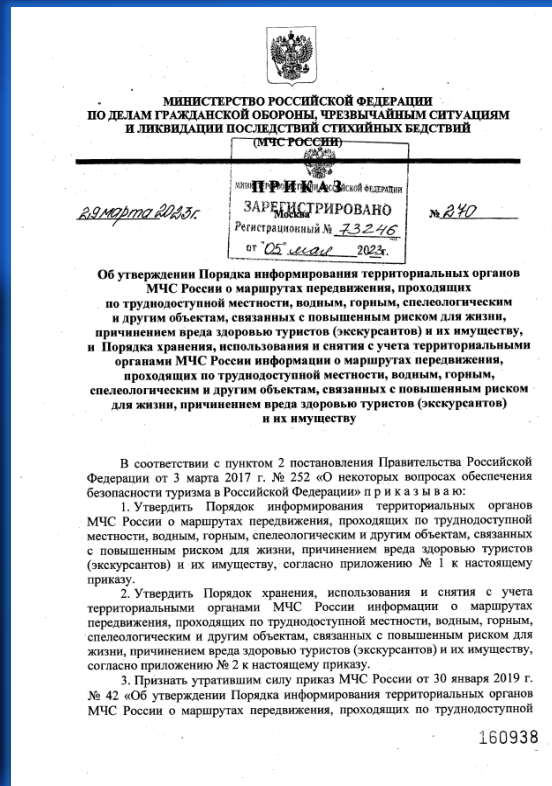 МИНИСТЕРСТВО РОССИЙСКОЙ ФЕДЕРАЦИИ
ПО ДЕЛАМ ГРАЖДАНСКОЙ ОБОРОНЫ, ЧРЕЗВЫЧАЙНЫМ СИТУАЦИЯМ
И ЛИКВИДАЦИИ ПОСЛЕДСТВИЙ СТИХИЙНЫХ БЕДСТВИЙ
(МЧС РОССИИ)
ПРИКАЗ
МИНИСТЕРСТВО ЮСТИЦИИ РОССИЙСКОЙ ФЕДЕРАЦИИ
ЗАРЕГИСТРИРОВАНО
29 марта 2023г. Москва № 240
Регистрационный № 73246
от "05" мая 2023г.
Об утверждении Порядка информирования территориальных органов
МЧС России о маршрутах передвижения, проходящих
по труднодоступной местности, водным, горным, спелеологическим
и другим объектам, связанных с повышенным риском для жизни,
причинением вреда здоровью туристов (экскурсантов) и их имуществу,
и Порядка хранения, использования и снятия с учета территориальными
органами МЧС России информации о маршрутах передвижения,
проходящих по труднодоступной местности, водным, горным,
спелеологическим и другим объектам, связанных с повышенным риском
для жизни, причинением вреда здоровью туристов (экскурсантов)
и их имуществу
В соответствии с пунктом 2 постановления Правительства Российской
Федерации от 3 марта 2017 г. № 252 «О некоторых вопросах обеспечения
безопасности туризма в Российской Федерации» п р и к а з ы в а ю:
1. Утвердить Порядок информирования территориальных органов
МЧС России о маршрутах передвижения, проходящих по труднодоступной
местности, водным, горным, спелеологическим и другим объектам, связанных
с повышенным риском для жизни, причинением вреда здоровью туристов
(экскурсантов) и их имуществу, согласно приложению № 1 к настоящему
приказу.
2. Утвердить Порядок хранения, использования и снятия с учета
территориальными органами МЧС России информации о маршрутах
передвижения, проходящих по труднодоступной местности, водным, горным,
спелеологическим и другим объектам, связанных с повышенным риском для
жизни, причинением вреда здоровью туристов (экскурсантов) и их имуществу,
согласно приложению № 2 к настоящему приказу.
3. Признать утратившим силу приказ МЧС России от 30 января 2019 г.
№ 42 «Об утверждении Порядка информирования территориальных органов
МЧС России о маршрутах передвижения, проходящих по труднодоступной
160938